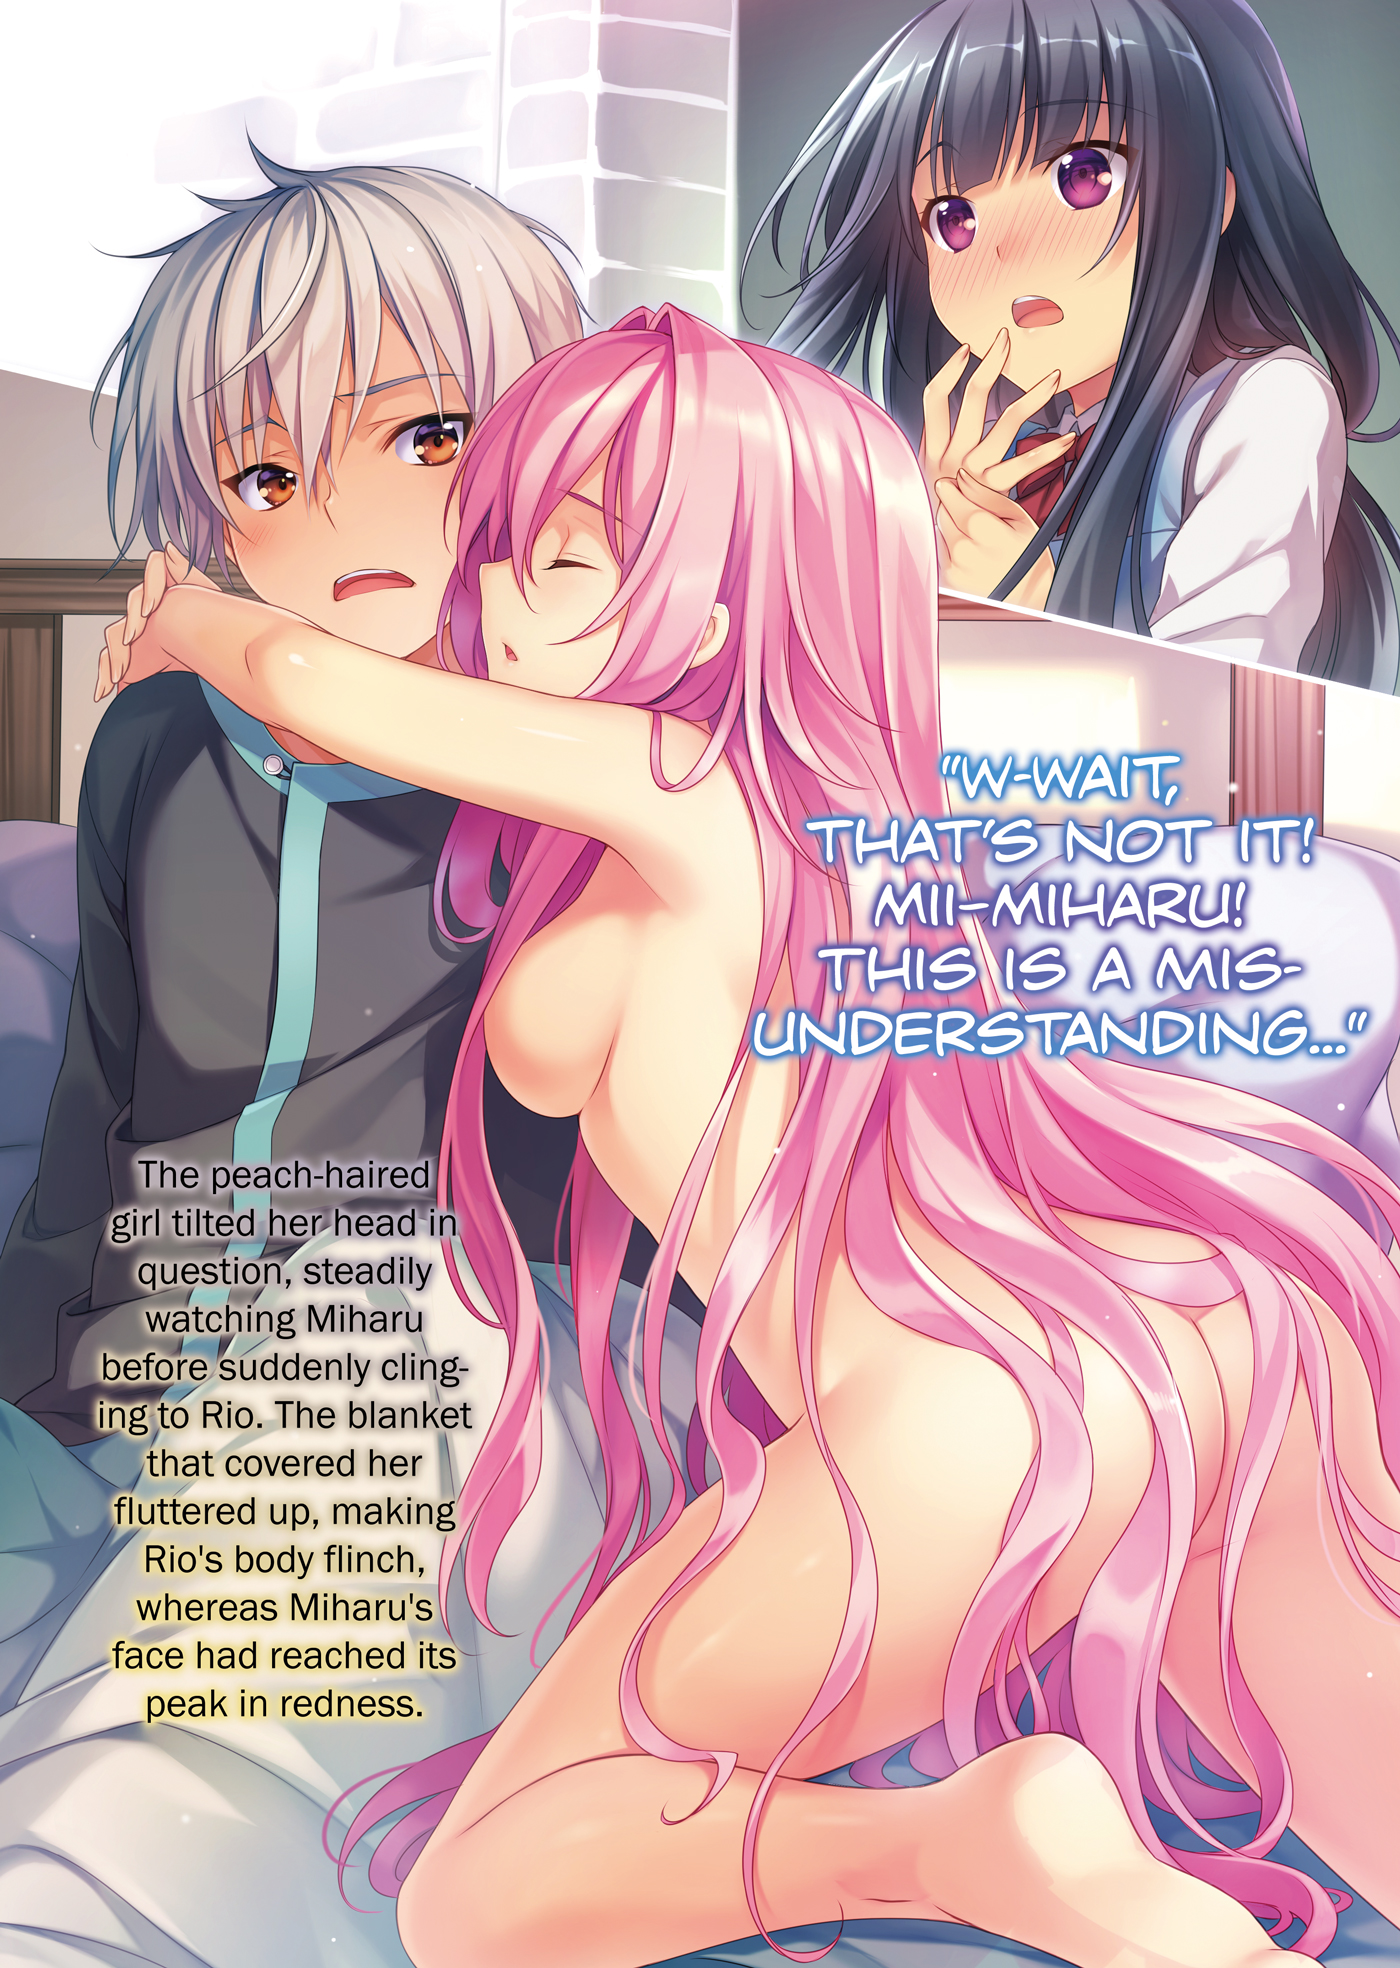 "W-WAIT,
THAT'S NOT IT!
MII-MIHARU!
THIS IS A MIS-
UNDERSTANDING..."
The peach-haired
girl tilted her head in
question, steadily
watching Miharu
before suddenly cling-
ing to Rio. The blanket
that covered her
fluttered up, making
Rio's body flinch,
whereas Miharu's
face had reached its
peak in redness.